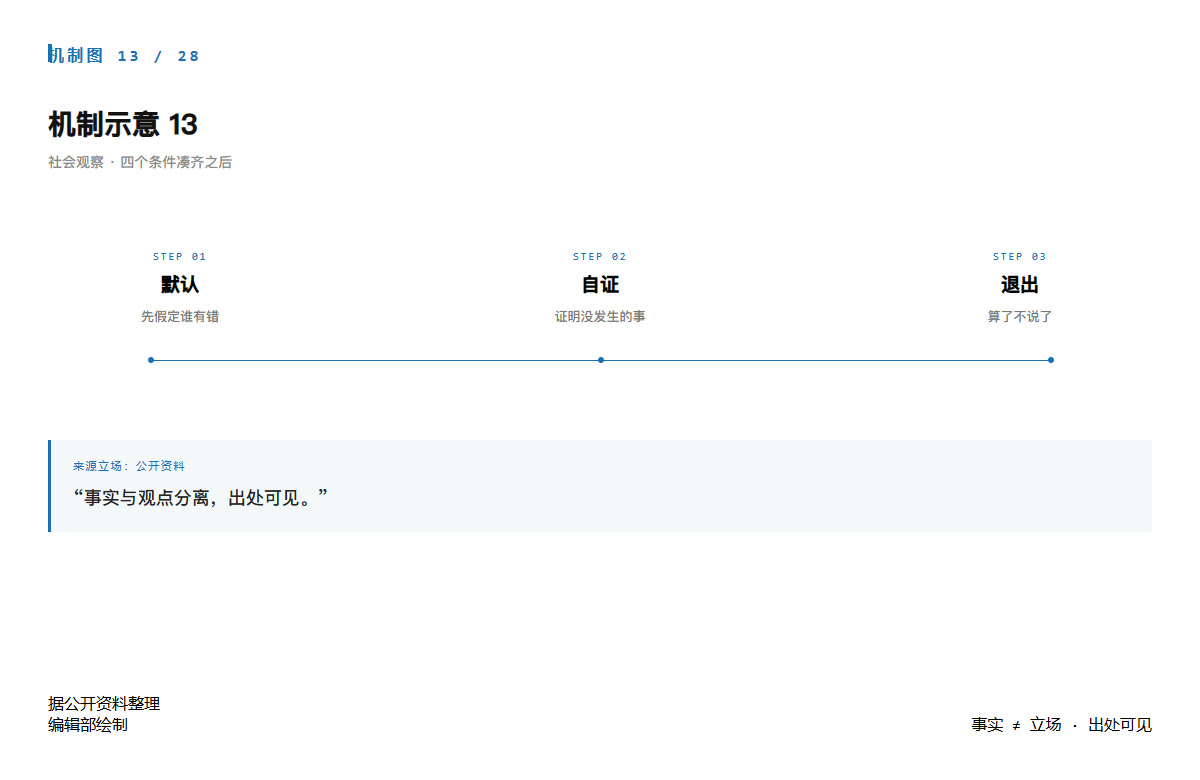 机制图 13 / 28
机制示意 13
社会观察 · 四个条件凑齐之后
STEP 01
默认
先假定谁有错
STEP 02
自证
证明没发生的事
STEP 03
退出
算了不说了
来源立场：公开资料
“事实与观点分离，出处可见。”
据公开资料整理
编辑部绘制
事实 ≠ 立场 · 出处可见